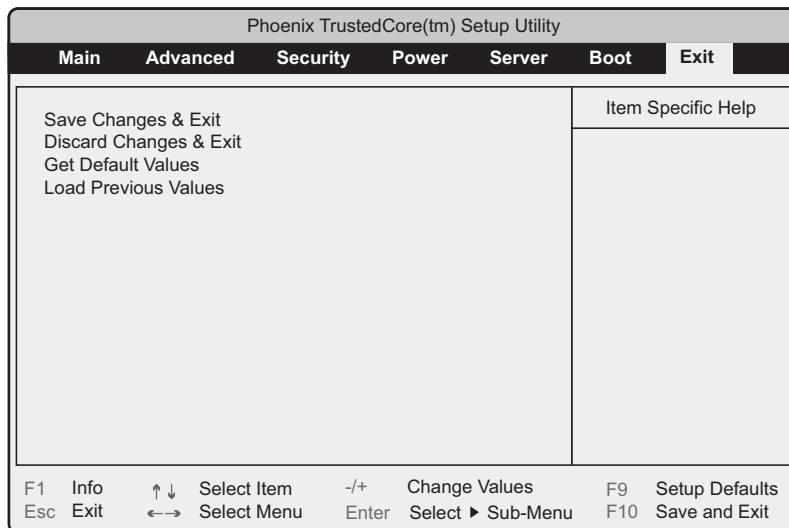 Phoenix TrustedCore(tm) Setup Utility
Main Advanced Security Power Server Boot Exit
Item Specific Help
Save Changes & Exit
Discard Changes & Exit
Get Default Values
Load Previous Values
F1 Info ↑↓ Select Item -/+ Change Values F9 Setup Defaults
Esc Exit ←→ Select Menu Enter Select ▶ Sub-Menu F10 Save and Exit